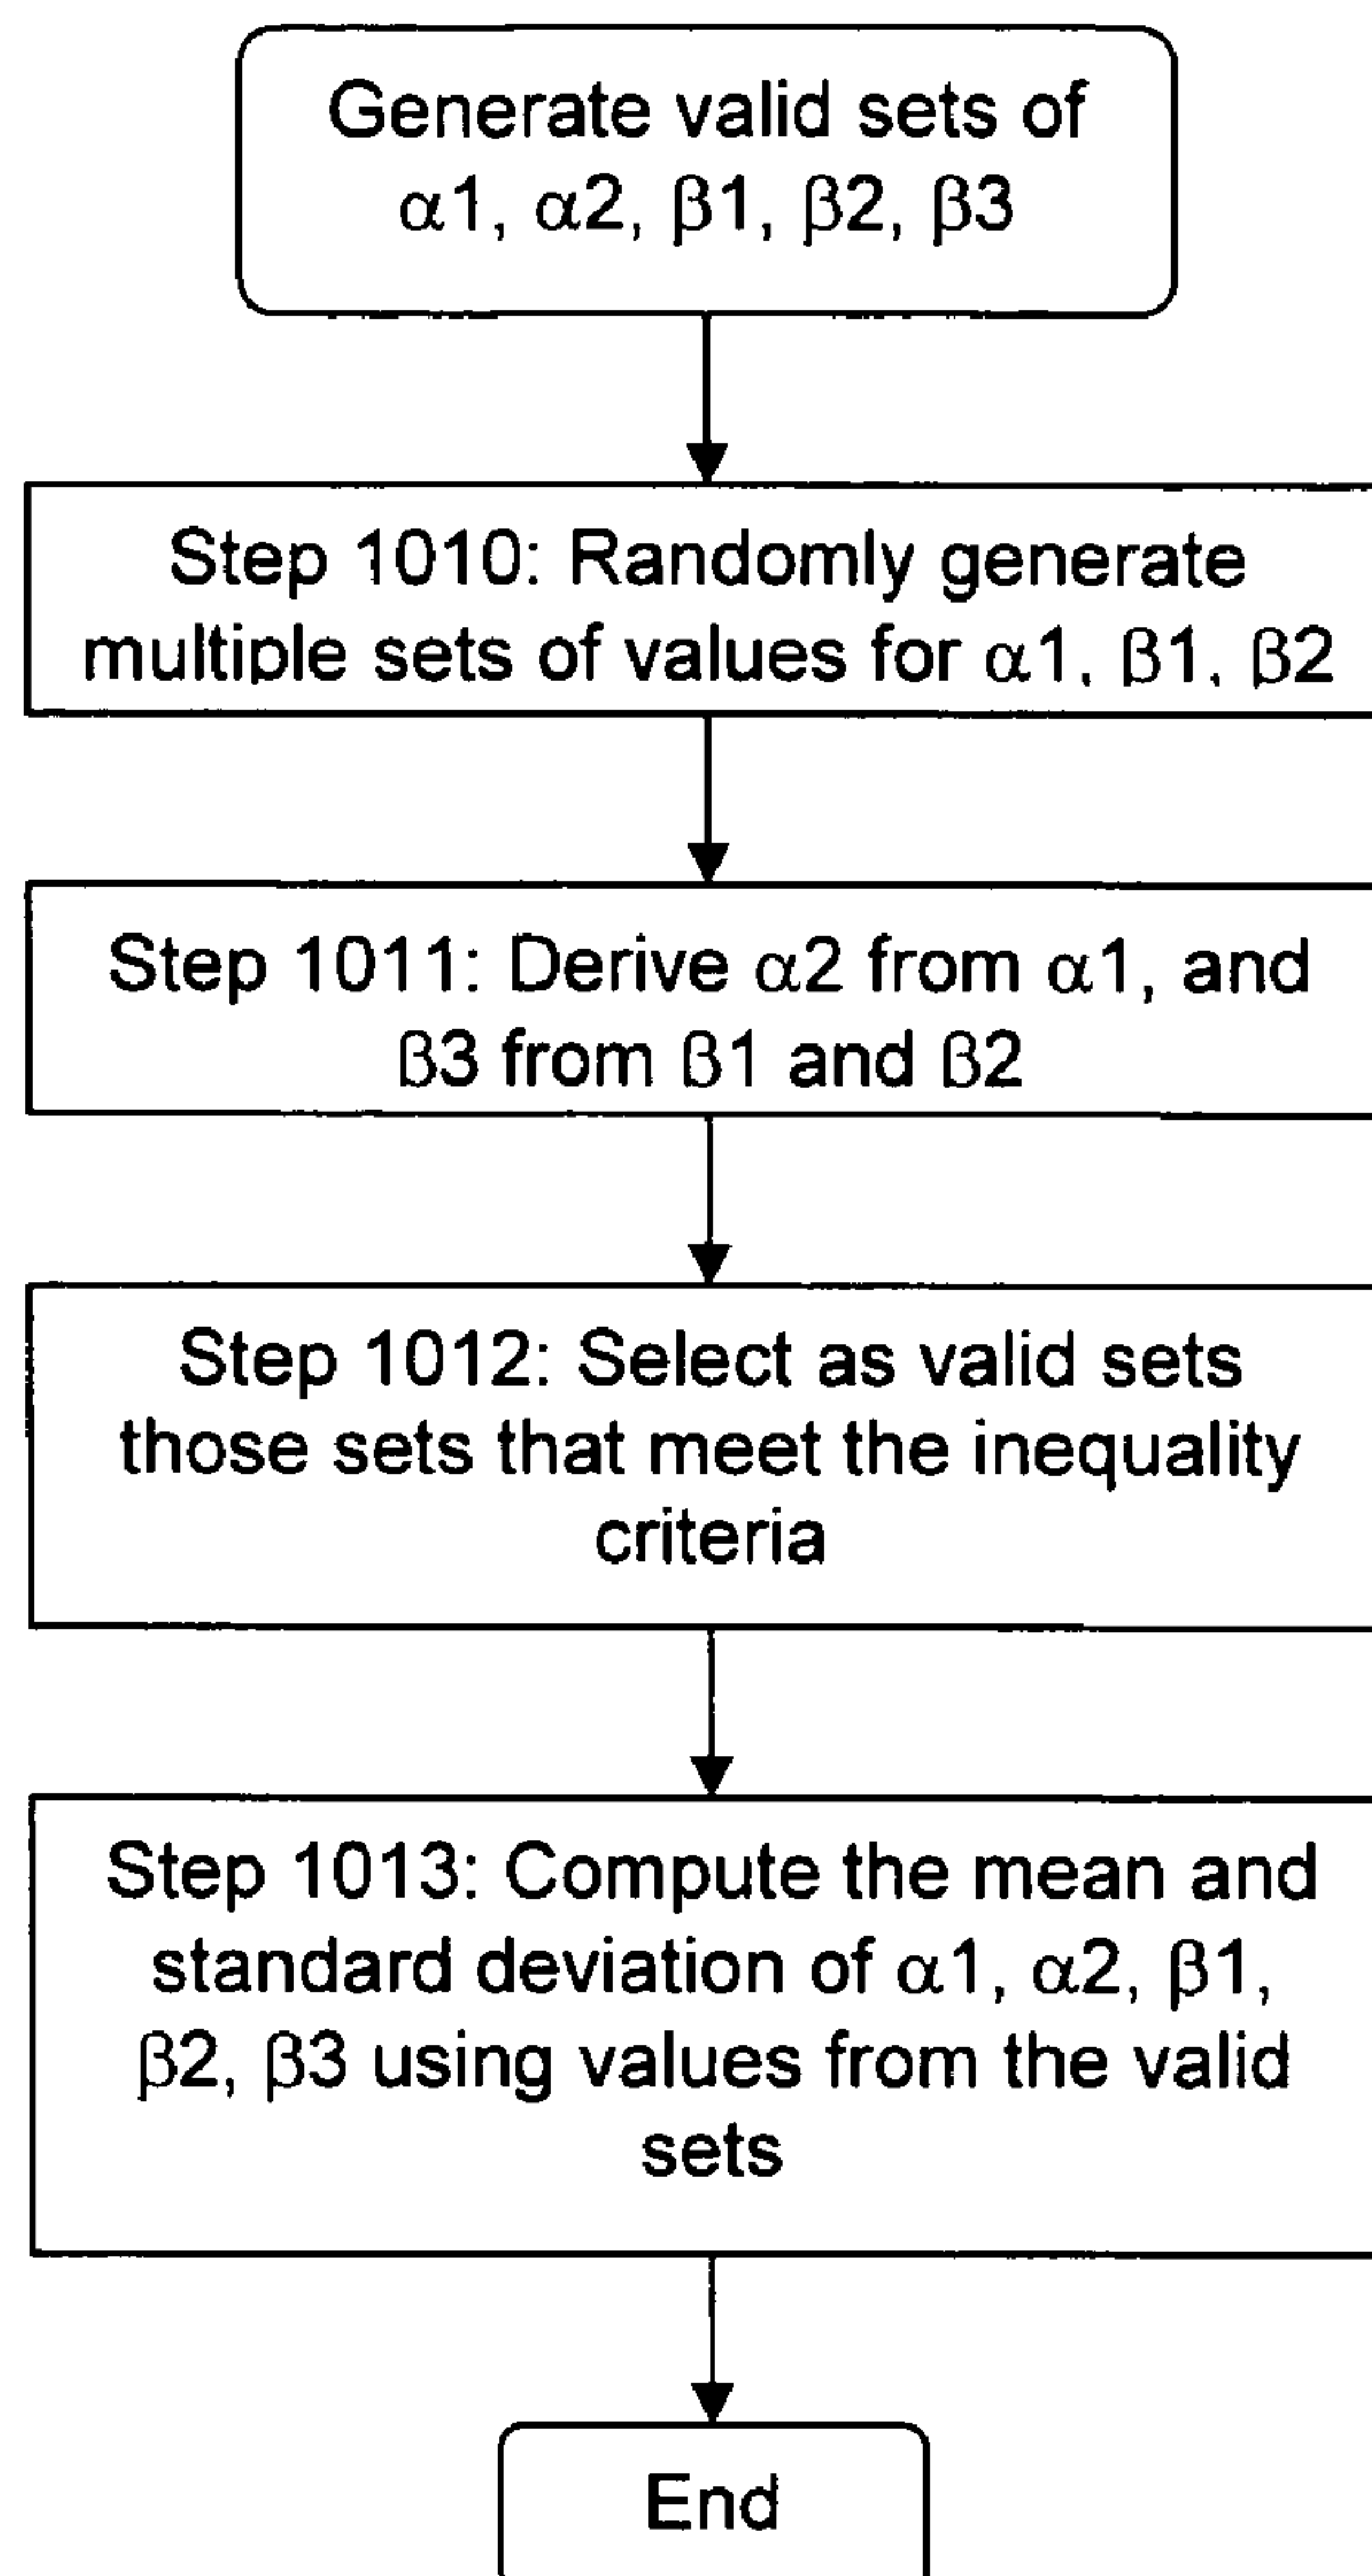 Generate valid sets of
α1, α2, β1, β2, β3
Step 1010: Randomly generate
multiple sets of values for α1, β1, β2
Step 1011: Derive α2 from α1, and
β3 from β1 and β2
Step 1012: Select as valid sets
those sets that meet the inequality
criteria
Step 1013: Compute the mean and
standard deviation of α1, α2, β1,
β2, β3 using values from the valid
sets
End